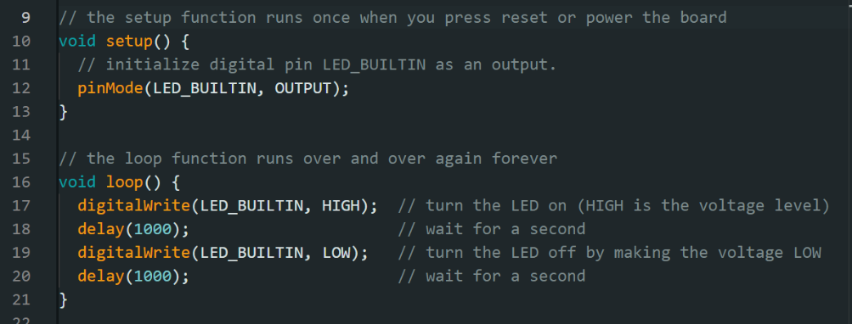 9 // the setup function runs once when you press reset or power the board
10 void setup() {
11   // initialize digital pin LED_BUILTIN as an output.
12   pinMode(LED_BUILTIN, OUTPUT);
13 }
14
15 // the loop function runs over and over again forever
16 void loop() {
17   digitalWrite(LED_BUILTIN, HIGH);  // turn the LED on (HIGH is the voltage level)
18   delay(1000);                      // wait for a second
19   digitalWrite(LED_BUILTIN, LOW);   // turn the LED off by making the voltage LOW
20   delay(1000);                      // wait for a second
21 }
22